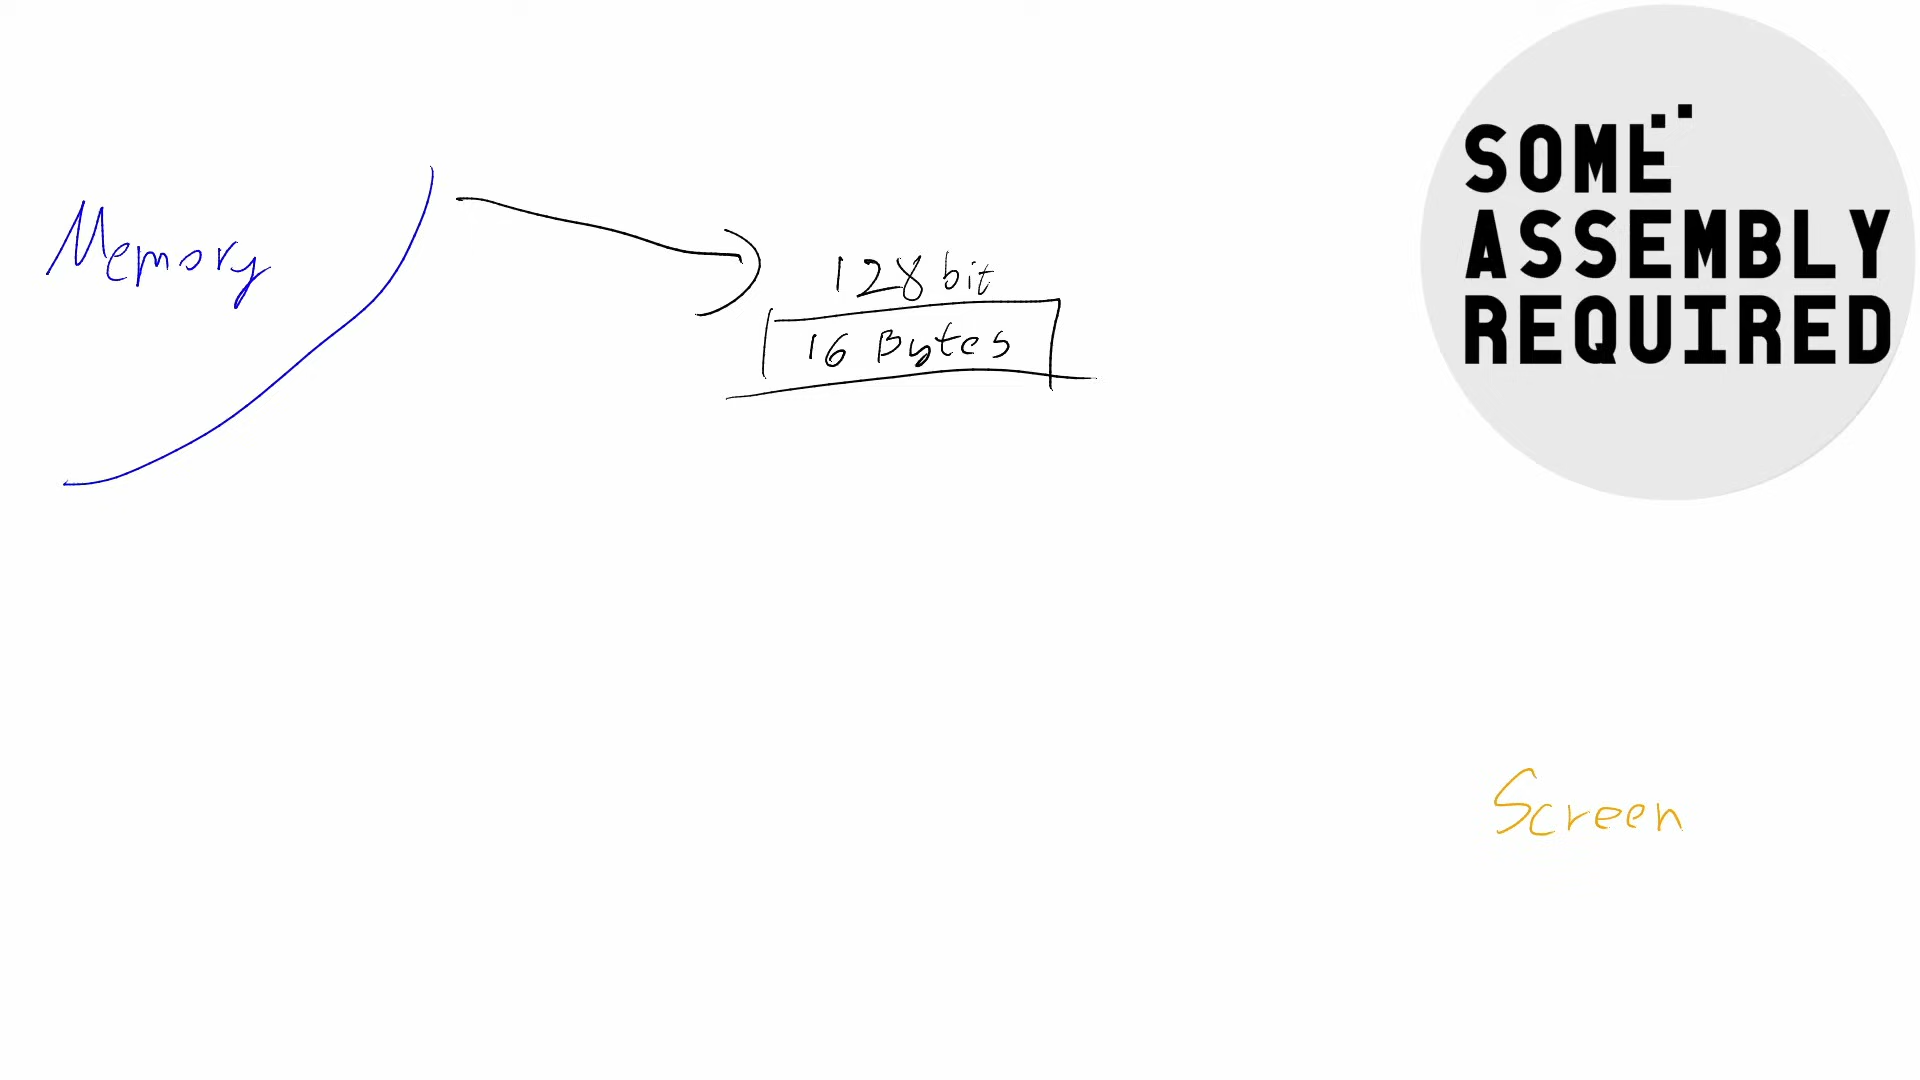 Memory
128 bit
16 Bytes
SOME
ASSEMBLY
REQUIRED
Screen